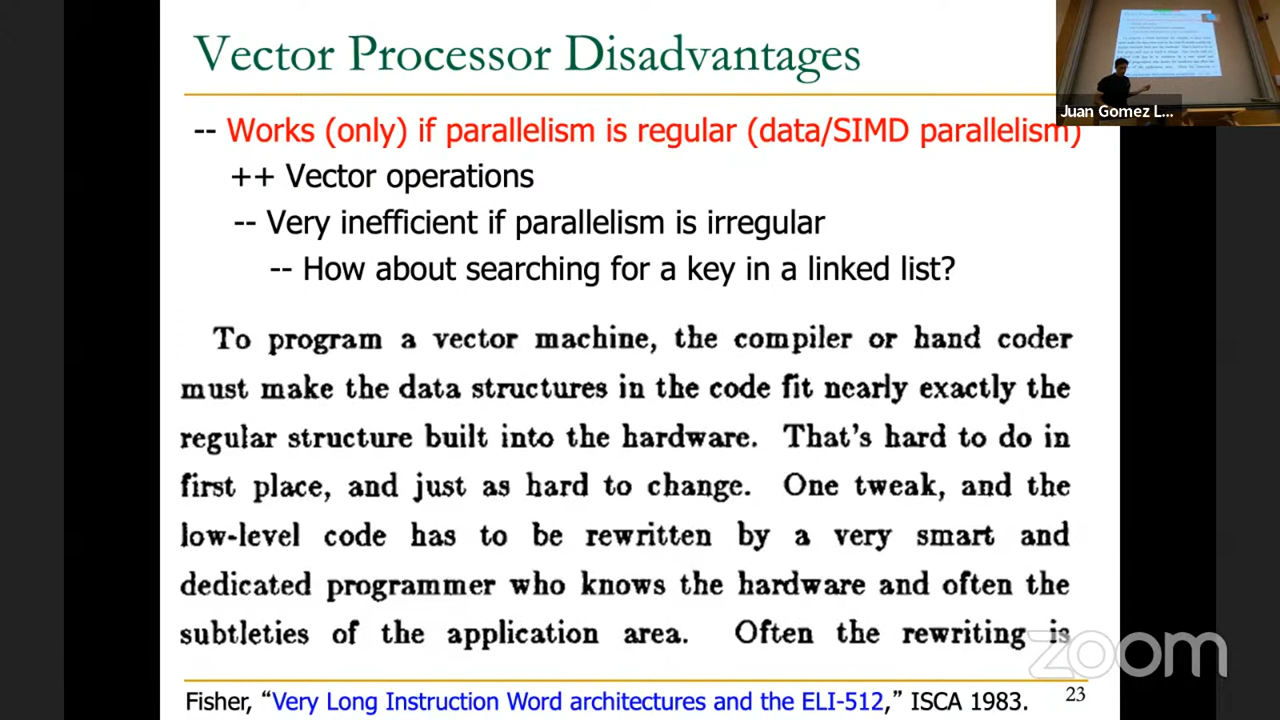 Vector Processor Disadvantages
Juan Gomez L...
-- Works (only) if parallelism is regular (data/SIMD parallelism)
++ Vector operations
-- Very inefficient if parallelism is irregular
-- How about searching for a key in a linked list?
To program a vector machine, the compiler or hand coder
must make the data structures in the code fit nearly exactly the
regular structure built into the hardware. That's hard to do in
first place, and just as hard to change. One tweak, and the
low-level code has to be rewritten by a very smart and
dedicated programmer who knows the hardware and often the
subtleties of the application area. Often the rewriting is
zoom
Fisher, “Very Long Instruction Word architectures and the ELI-512,” ISCA 1983.
23